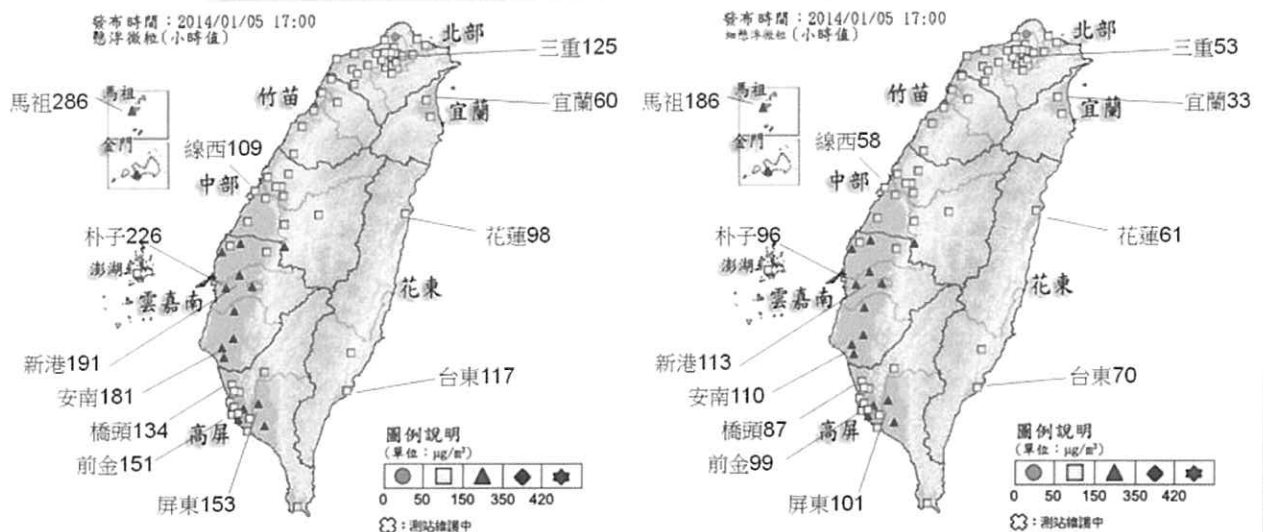 發布時間：2014/01/05 17:00
懸浮微粒(小時值)
北部
三重125
馬祖
馬祖286
竹苗
宜蘭60
宜蘭
金門
線西109
中部
朴子226
花蓮98
澎湖
雲嘉南
花東
新港191
安南181
台東117
橋頭134
高屏
前金151
屏東153
圖例說明
(單位：μg/m³)
0 50 150 350 420
：測站維護中
發布時間：2014/01/05 17:00
細懸浮微粒(小時值)
北部
三重53
馬祖
馬祖186
竹苗
宜蘭33
宜蘭
金門
線西58
中部
朴子96
花蓮61
澎湖
雲嘉南
花東
新港113
安南110
台東70
橋頭87
高屏
前金99
屏東101
圖例說明
(單位：μg/m³)
0 50 150 350 420
：測站維護中